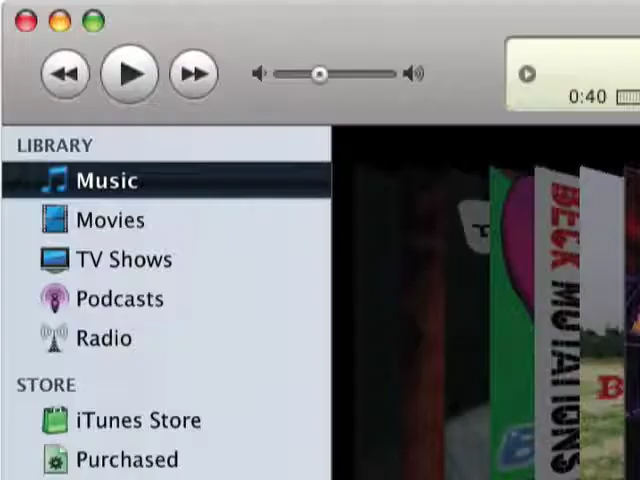 0:40
LIBRARY
Music
Movies
TV Shows
Podcasts
Radio
STORE
iTunes Store
Purchased
BECK MUTATIONS
B